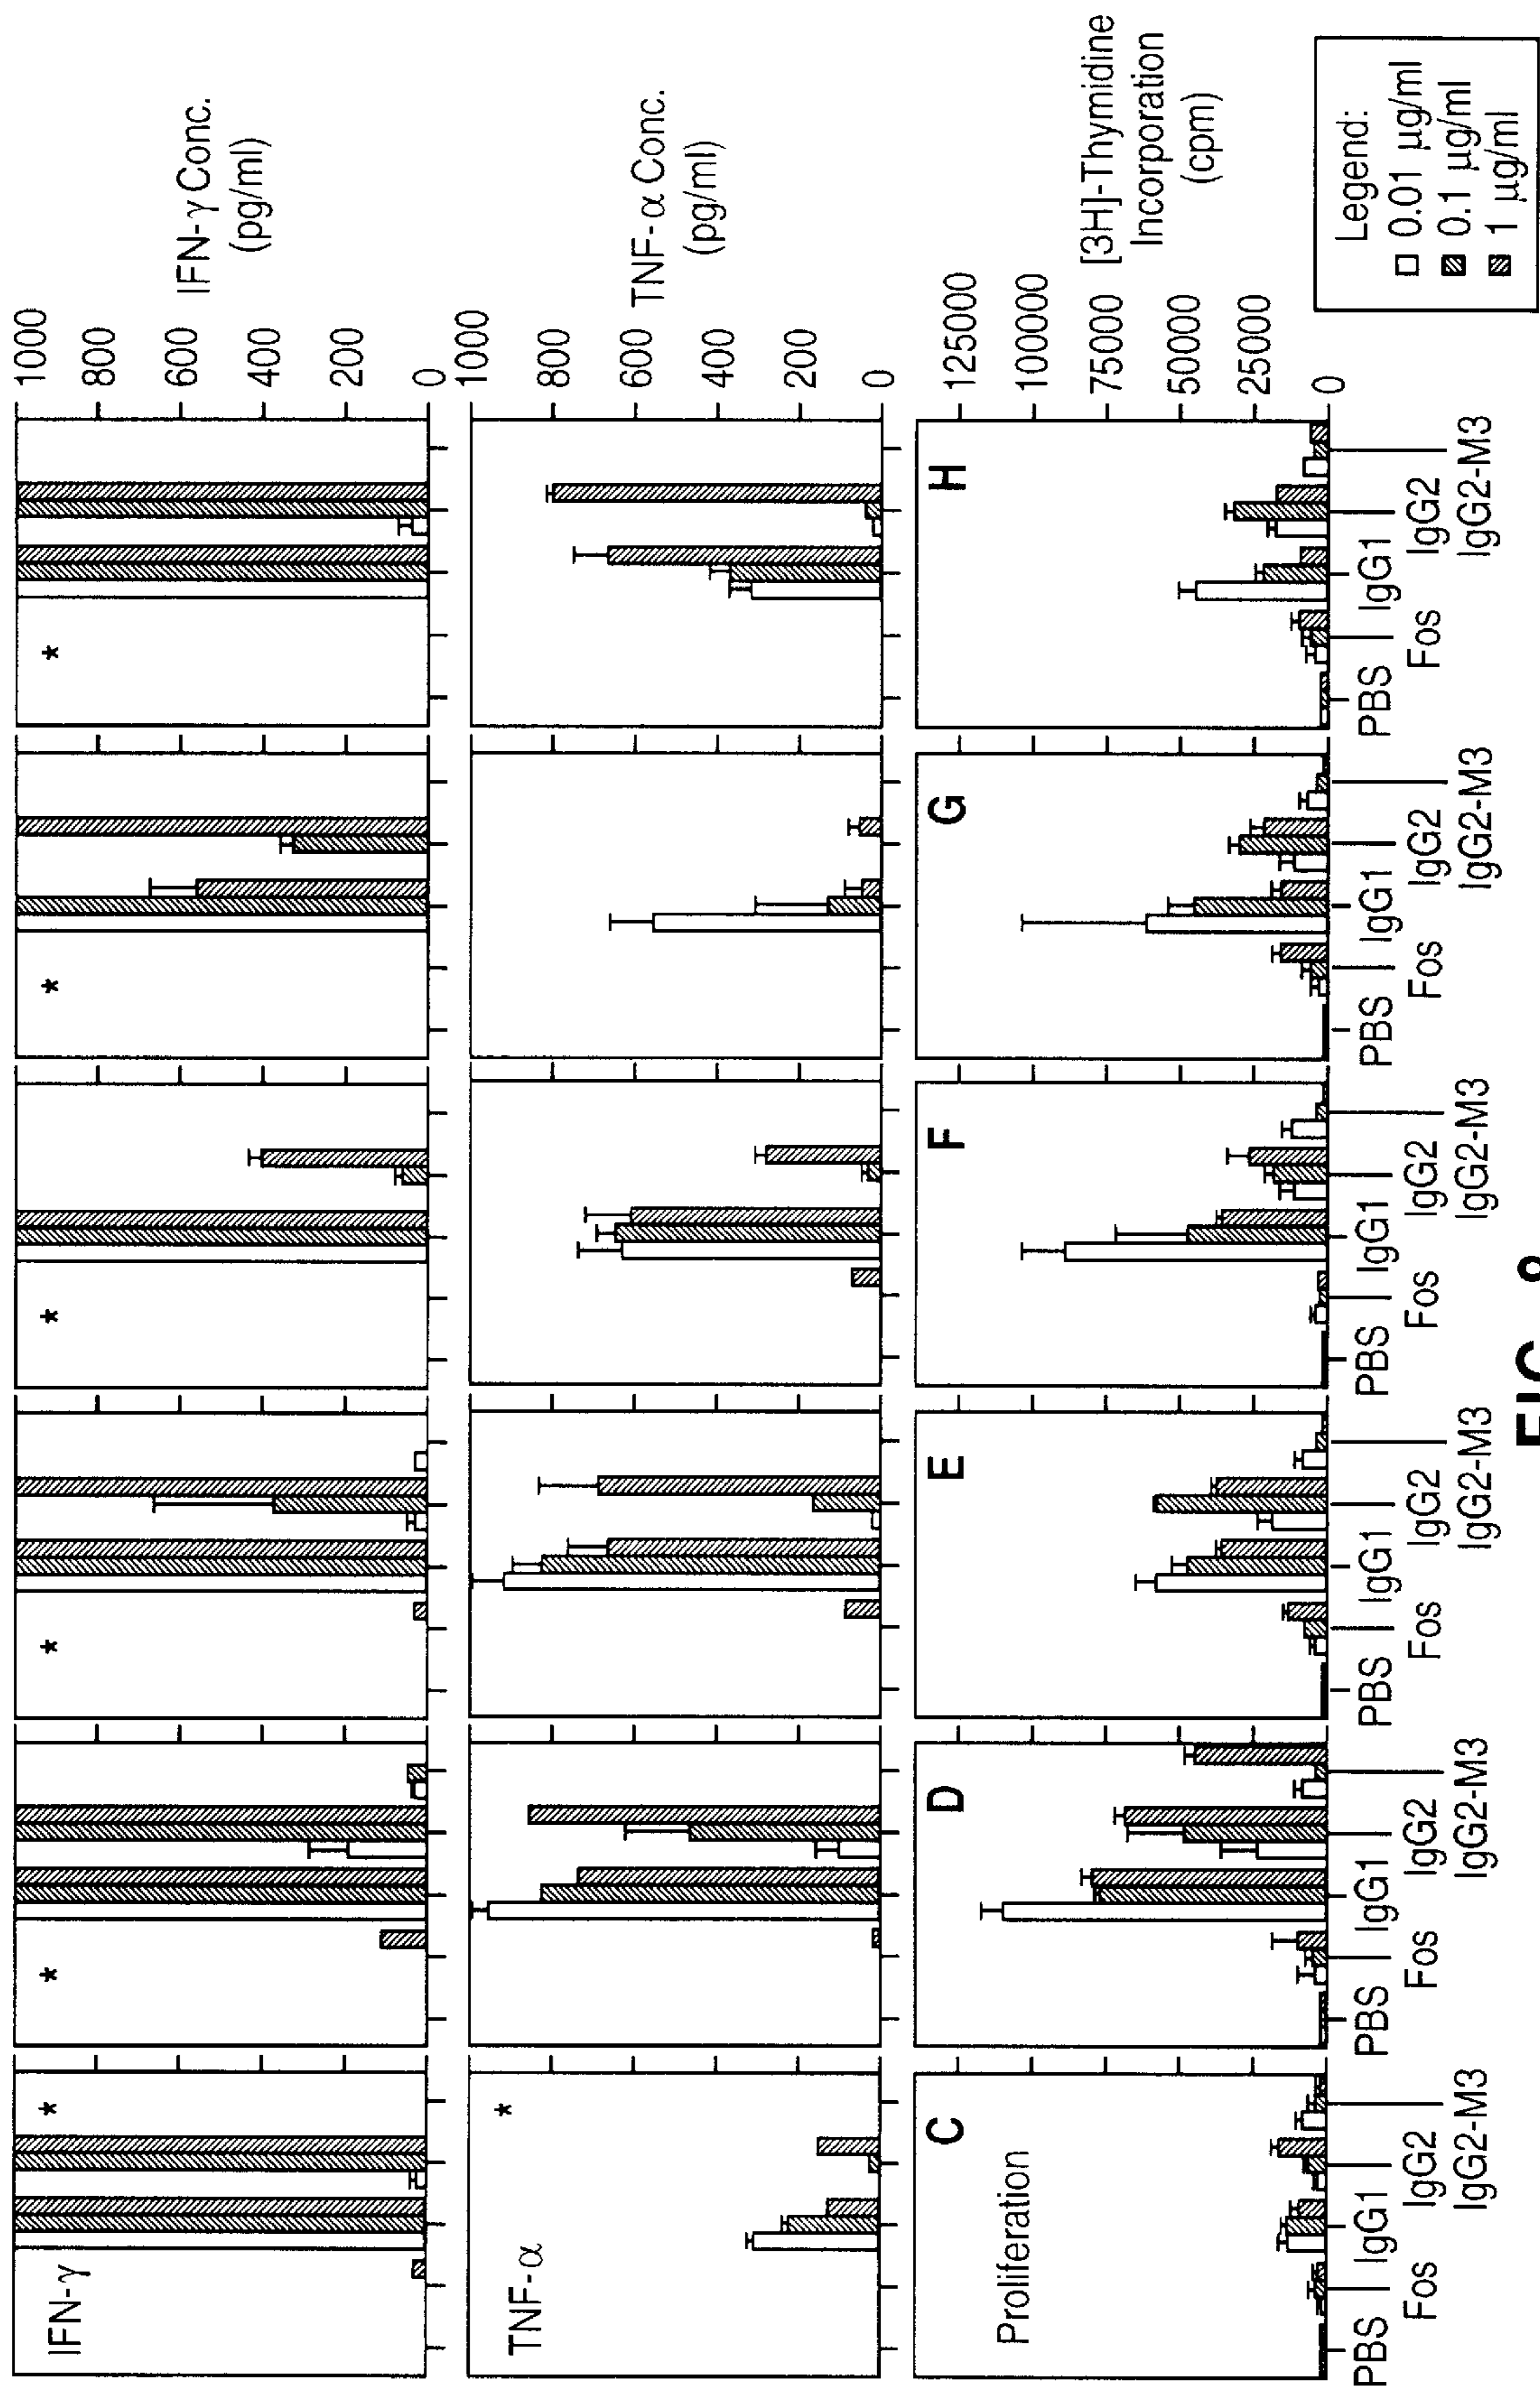 IFN-γ
*
*
*
*
*
*
1000
800
600
400
200
0
IFN-γ Conc.
(pg/ml)
TNF-α
*
1000
800
600
400
200
0
TNF-α Conc.
(pg/ml)
Proliferation
C
D
E
F
G
H
125000
100000
75000
50000
25000
0
[3H]-Thymidine
Incorporation
(cpm)
PBS
Fos
IgG1
IgG2
IgG2-M3
PBS
Fos
IgG1
IgG2
IgG2-M3
PBS
Fos
IgG1
IgG2
IgG2-M3
PBS
Fos
IgG1
IgG2
IgG2-M3
PBS
Fos
IgG1
IgG2
IgG2-M3
PBS
Fos
IgG1
IgG2
IgG2-M3
Legend:
0.01 µg/ml
0.1 µg/ml
1 µg/ml